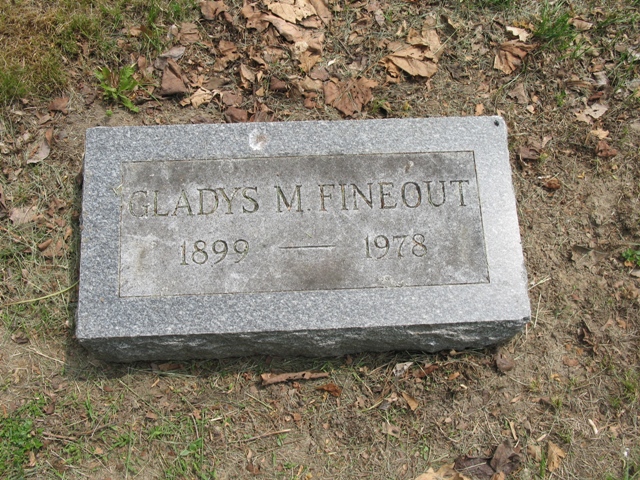 GLADYS M. FINEOUT
1899 — 1978